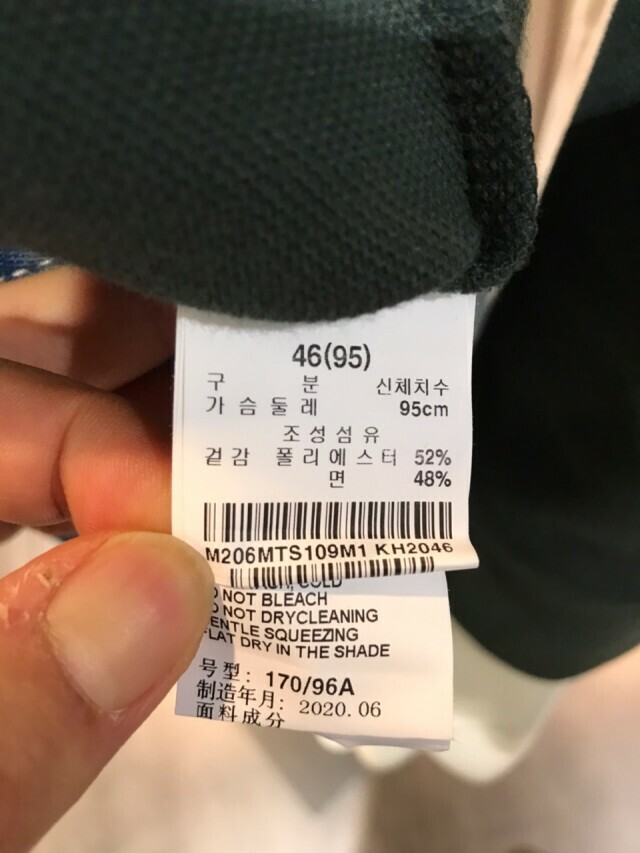 46(95)
구 분 신체치수
가 슴 둘 레 95cm
조 성 섬 유
겉 감 폴 리 에 스 터 52%
면 48%
M206MTS109M1 KH2046
COLD
NOT BLEACH
NOT DRYCLEANING
GENTLE SQUEEZING
FLAT DRY IN THE SHADE
号型: 170/96A
制造年月: 2020.06
面料成分